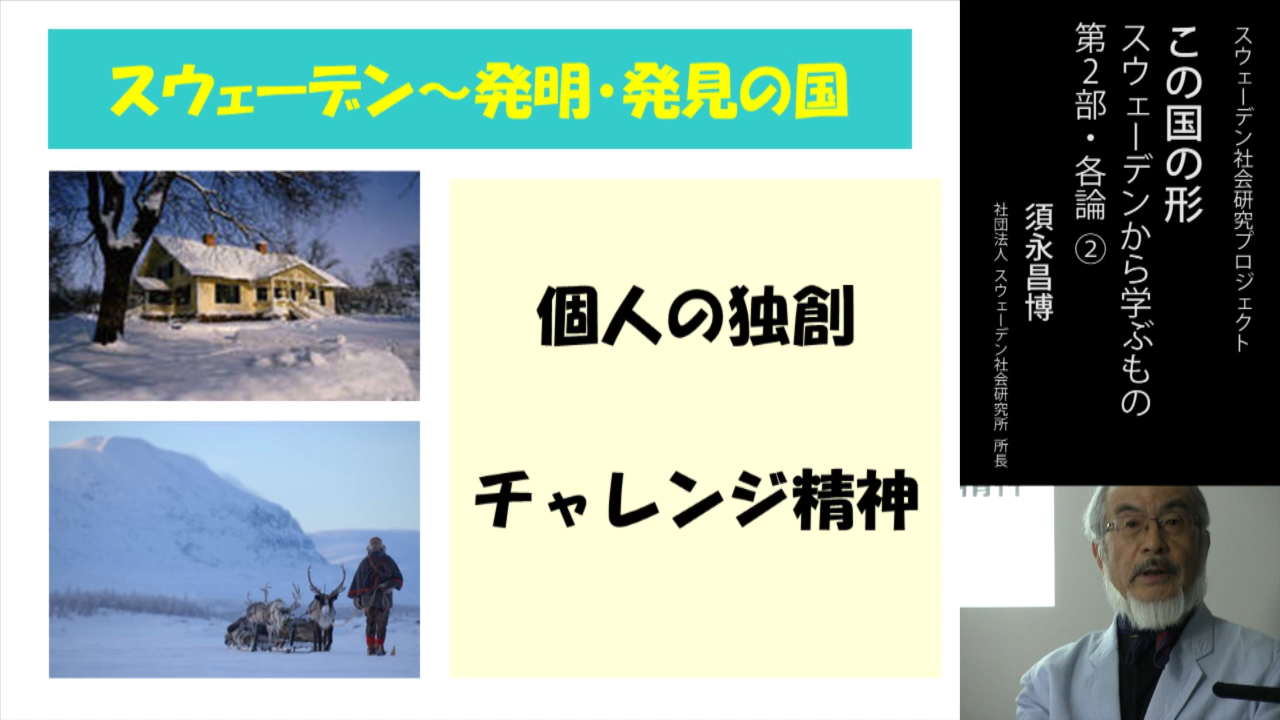 スウェーデン～発明・発見の国
個人の独創
チャレンジ精神
スウェーデン社会研究プロジェクト
この国の形
スウェーデンから学ぶもの
第2部・各論 ②
須永昌博
社団法人 スウェーデン社会研究所 所長